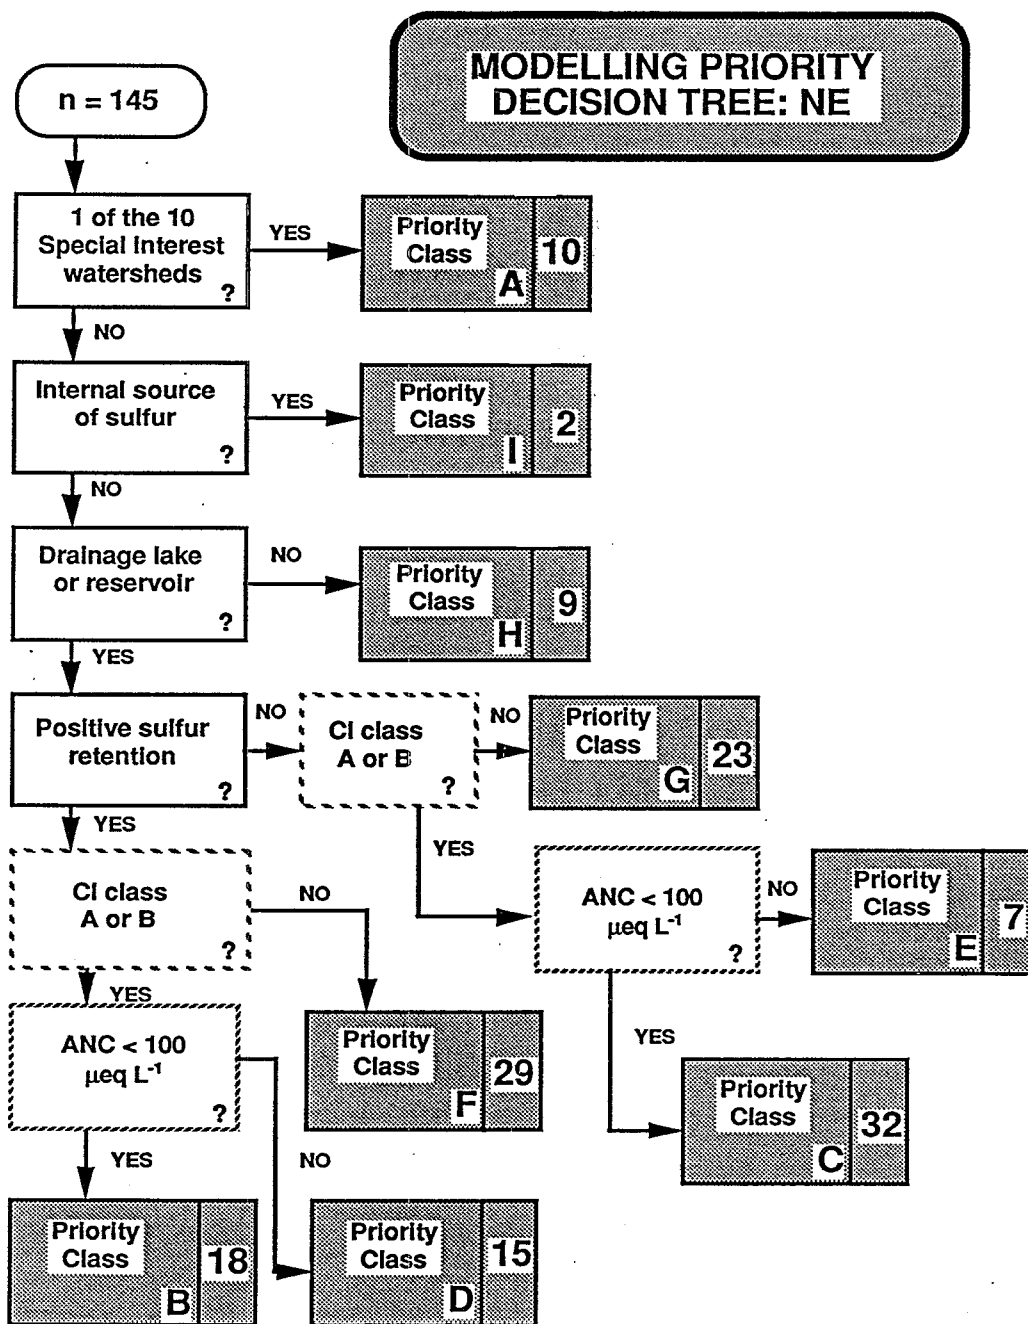 MODELLING PRIORITY
DECISION TREE: NE
n = 145
1 of the 10
Special Interest
watersheds
?
YES
Priority
Class
A
10
NO
Internal source
of sulfur
?
YES
Priority
Class
I
2
NO
Drainage lake
or reservoir
?
NO
Priority
Class
H
9
YES
Positive sulfur
retention
?
NO
CI class
A or B
?
NO
Priority
Class
G
23
YES
YES
CI class
A or B
?
NO
ANC < 100
µeq L⁻¹
?
NO
Priority
Class
E
7
YES
ANC < 100
µeq L⁻¹
?
Priority
Class
F
29
YES
Priority
Class
C
32
YES
NO
Priority
Class
B
18
Priority
Class
D
15